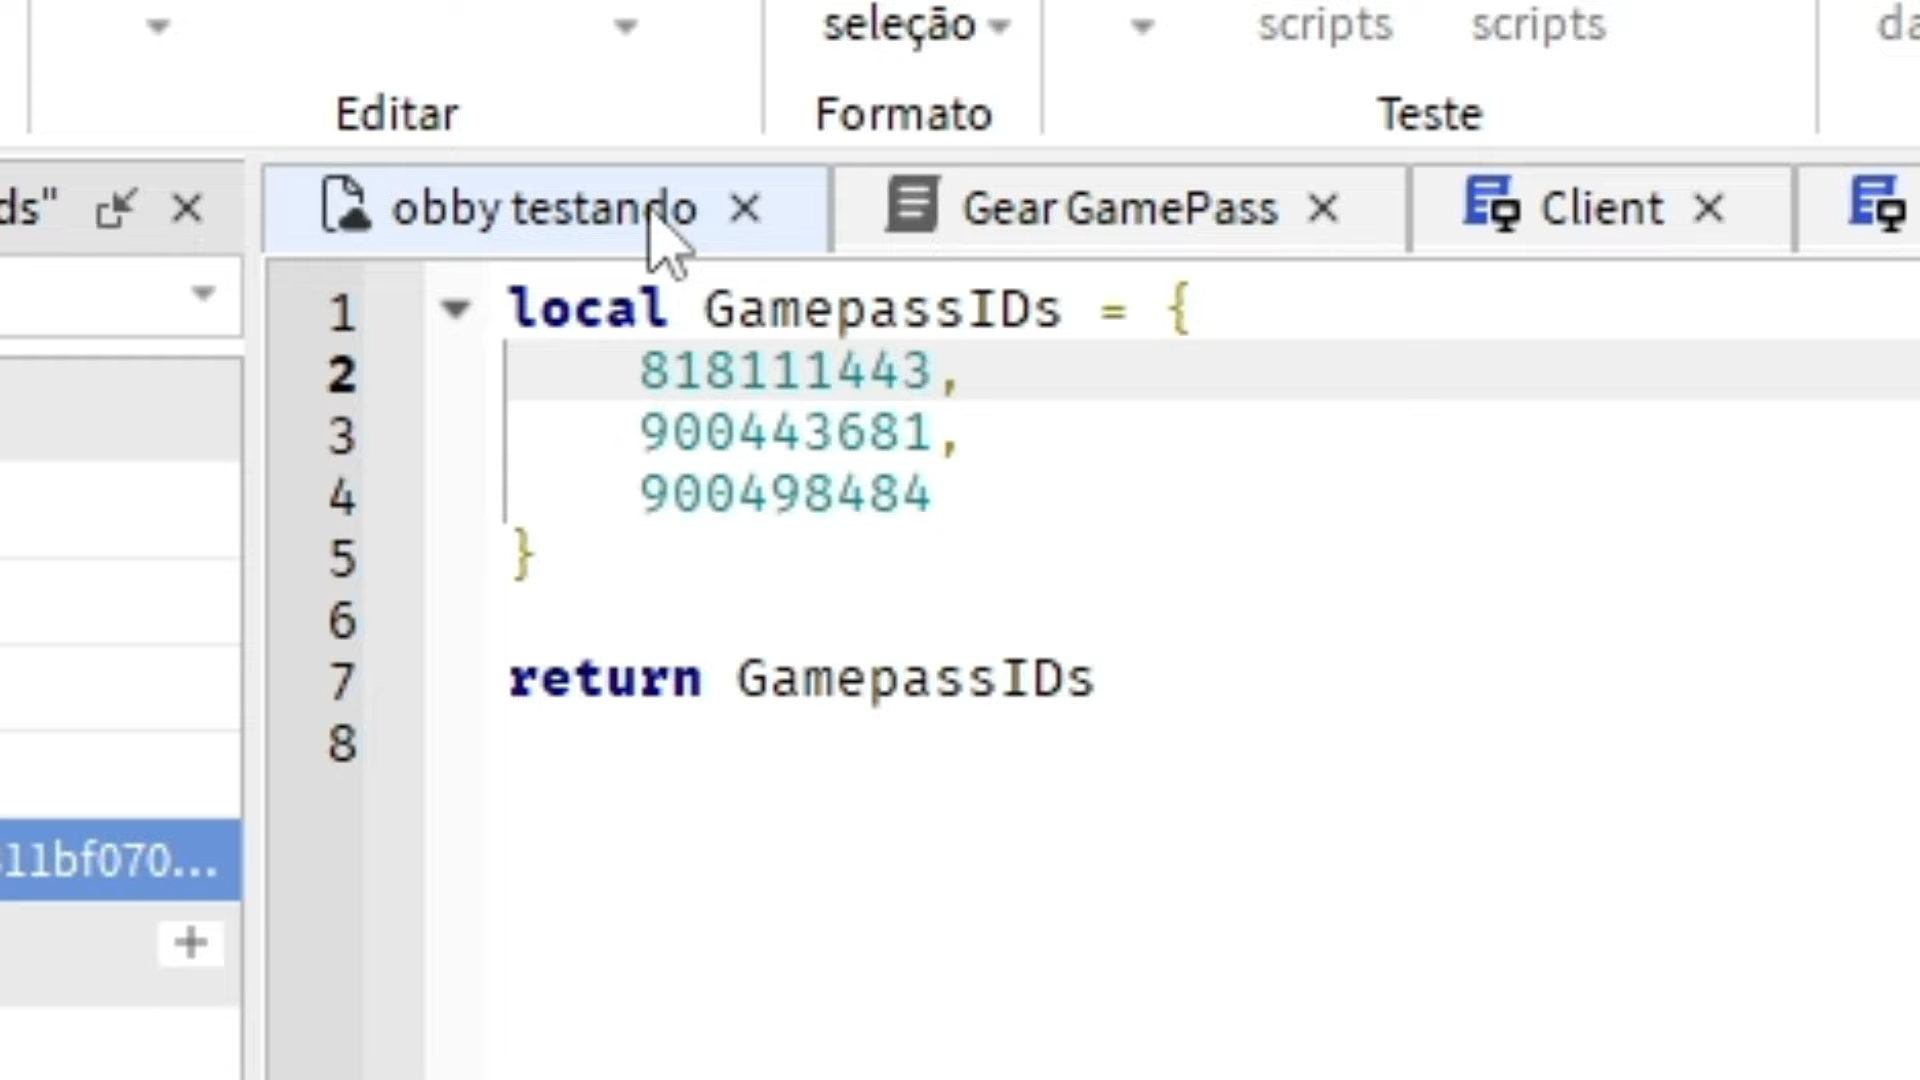 seleção scripts scripts
Editar Formato Teste
ds" obby testando Gear GamePass Client
1 local GamepassIDs = {
2 818111443,
3 900443681,
4 900498484
5 }
6
7 return GamepassIDs
8
11bf070...